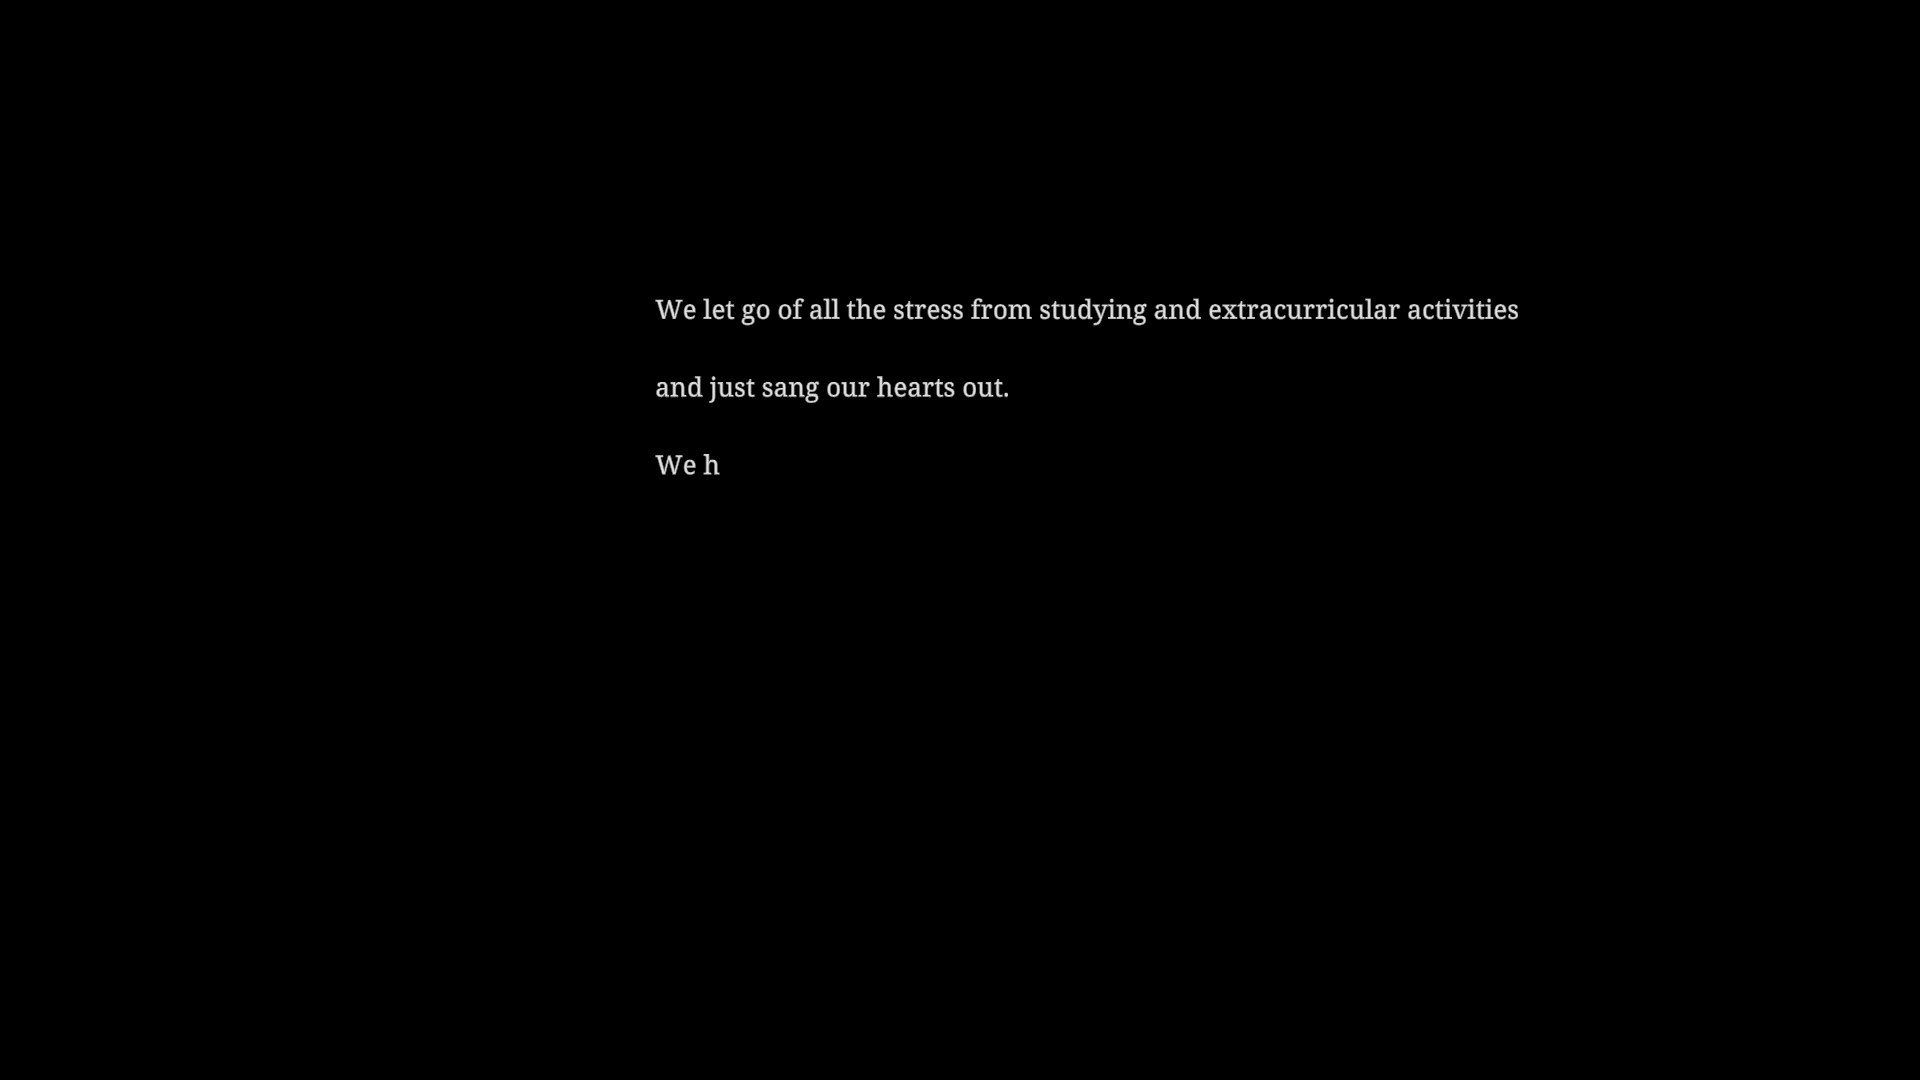 We let go of all the stress from studying and extracurricular activities
and just sang our hearts out.
We h